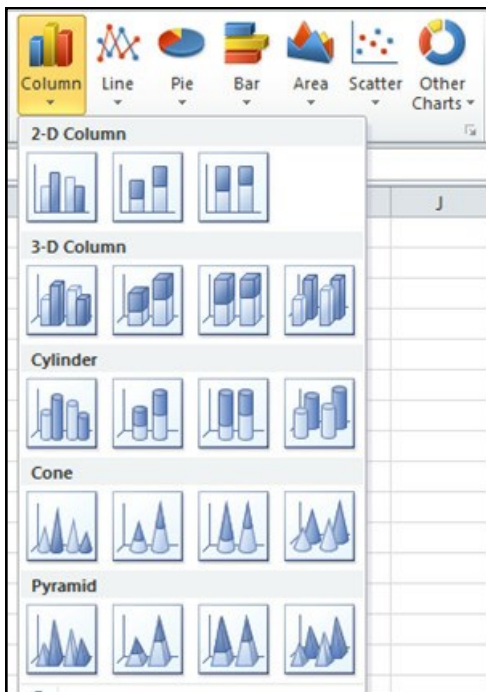 Column Line Pie Bar Area Scatter Other
Charts
2-D Column
J
3-D Column
Cylinder
Cone
Pyramid